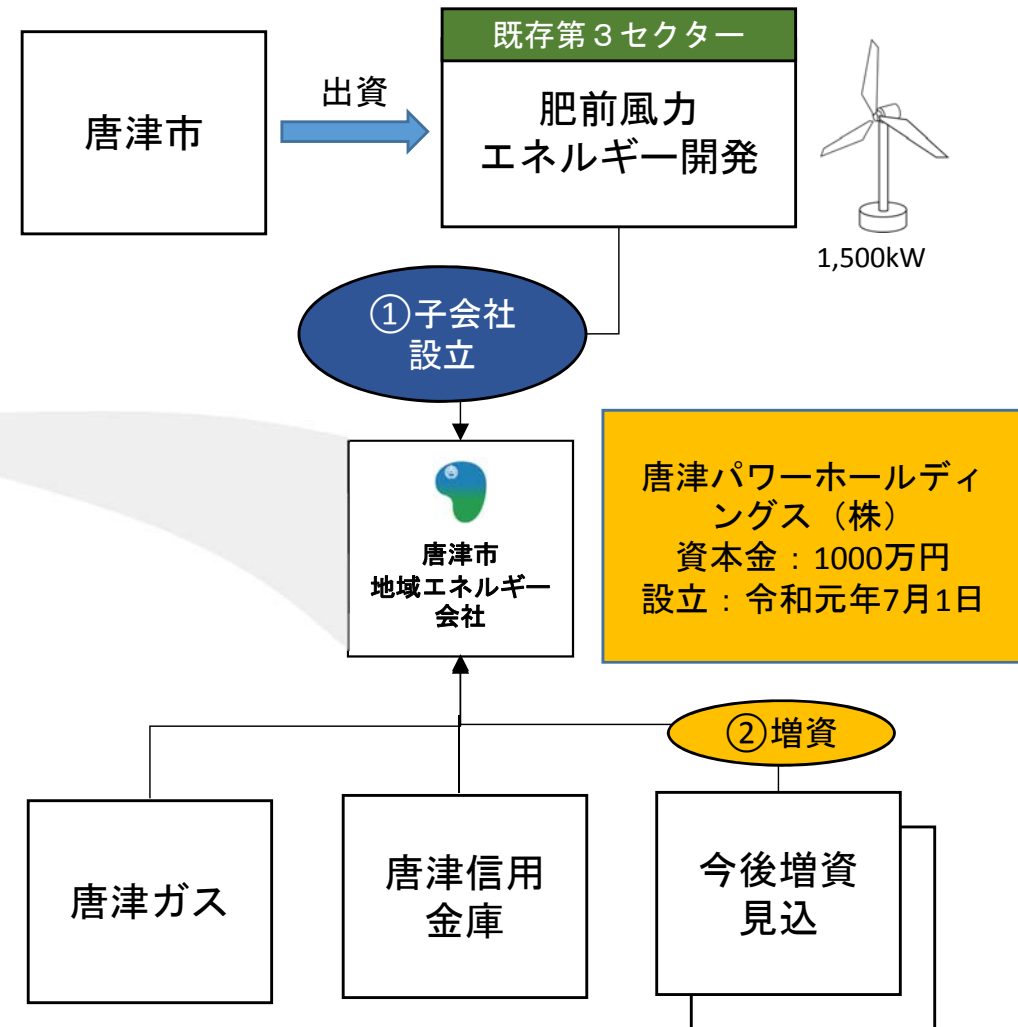 既存第３セクター
唐津市
出資
肥前風力
エネルギー開発
1,500kW
①子会社
設立
唐津市
地域エネルギー
会社
唐津パワーホールディ
ングス（株）
資本金：1000万円
設立：令和元年7月1日
②増資
唐津ガス
唐津信用
金庫
今後増資
見込